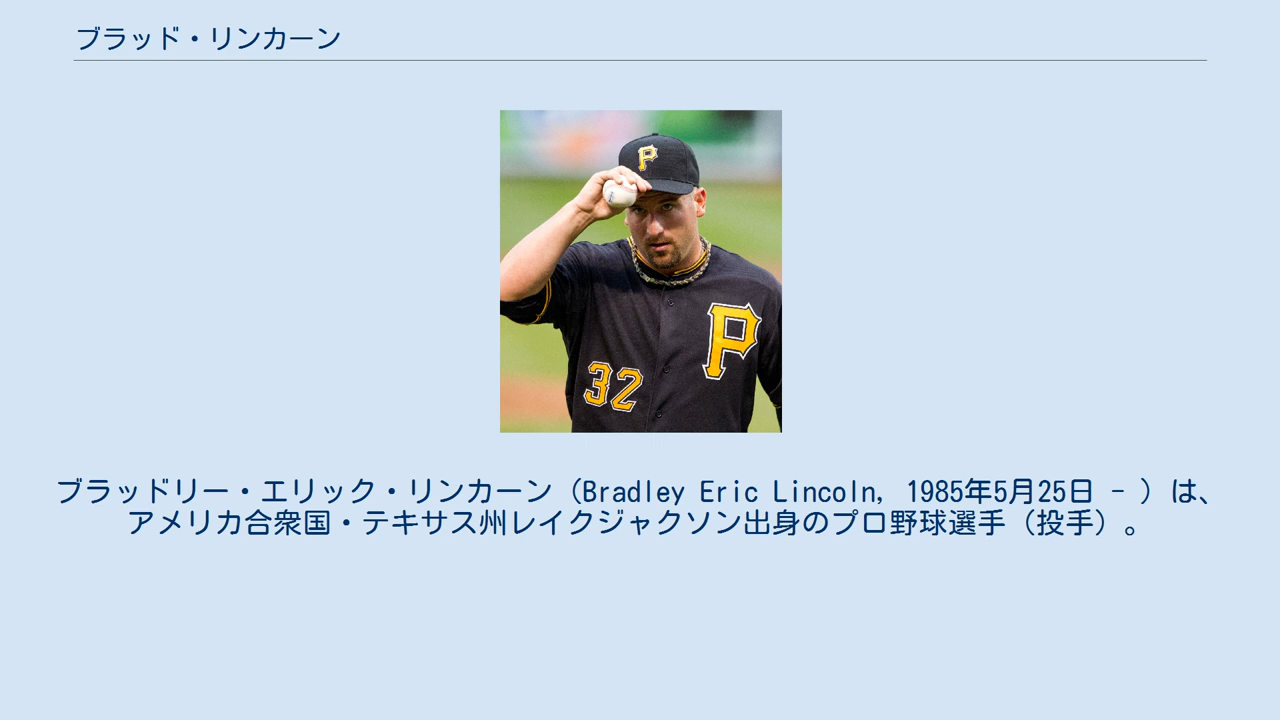 ブラッド・リンカーン
P
P
32
ブラッドリー・エリック・リンカーン（Bradley Eric Lincoln, 1985年5月25日 - ）は、
アメリカ合衆国・テキサス州レイクジャクソン出身のプロ野球選手（投手）。